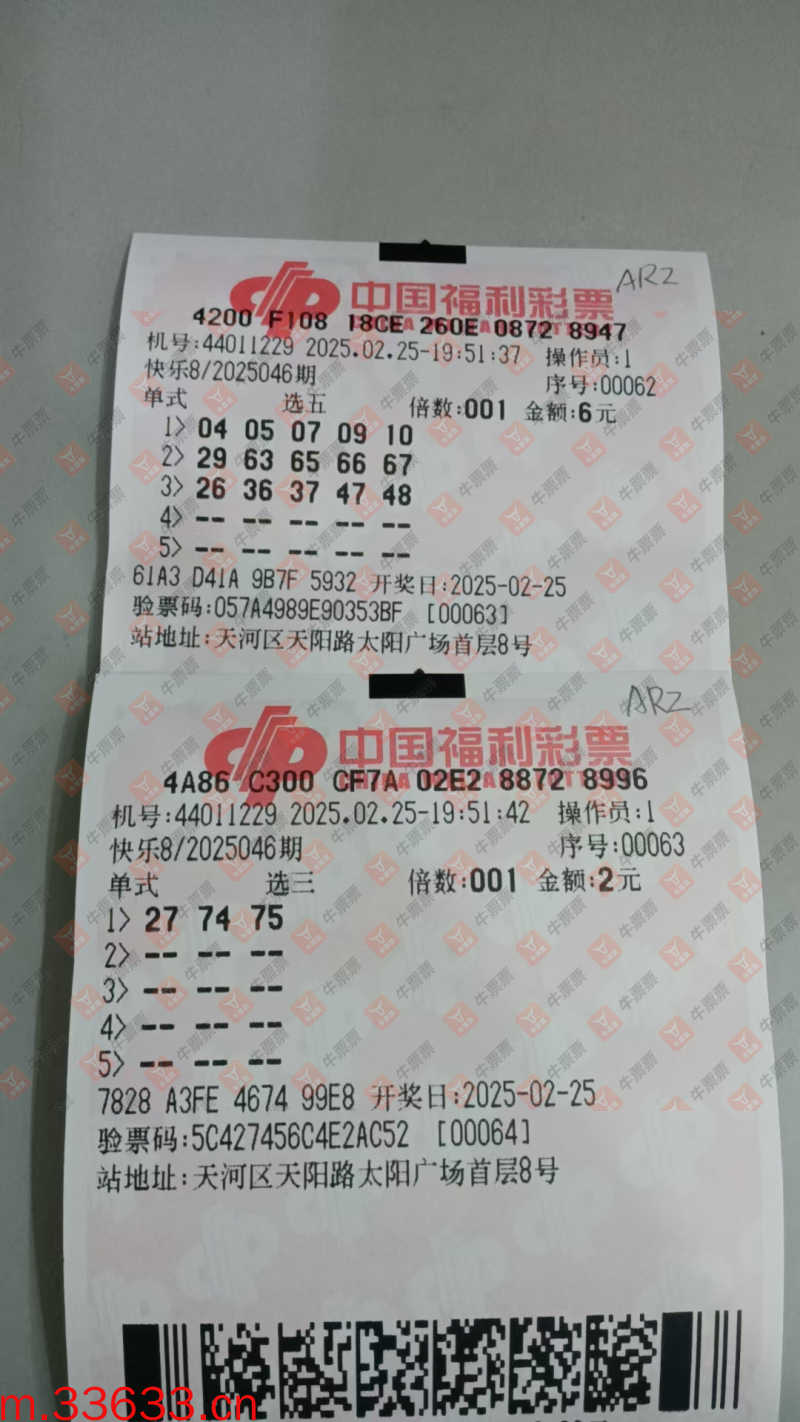 中国福利彩票
ARZ
4200 F108 18CE 260E 0872 8947
机号:44011229 2025.02.25-19:51:37 操作员:1
快乐8/2025046期 序号:00062
单式 选五 倍数:001 金额:6元
1> 04 05 07 09 10
2> 29 63 65 66 67
3> 26 36 37 47 48
4> -- -- -- -- --
5> -- -- -- -- --
61A3 D41A 9B7F 5932 开奖日:2025-02-25
验票码:057A4989E90353BF [00063]
站地址:天河区天阳路太阳广场首层8号
中国福利彩票
ARZ
4A86 C300 CF7A 02E2 8872 8996
机号:44011229 2025.02.25-19:51:42 操作员:1
快乐8/2025046期 序号:00063
单式 选三 倍数:001 金额:2元
1> 27 74 75
2> -- -- --
3> -- -- --
4> -- -- --
5> -- -- --
7828 A3FE 4674 99E8 开奖日:2025-02-25
验票码:5C427456C4E2AC52 [00064]
站地址:天河区天阳路太阳广场首层8号
牛票票
m.33633.cn